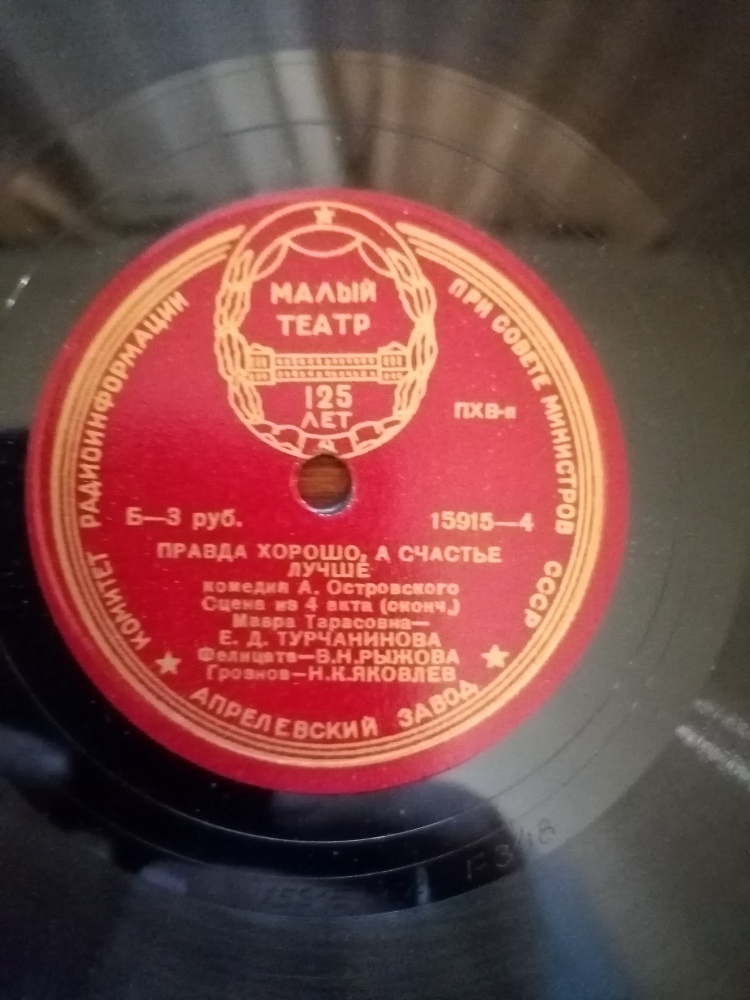 МАЛЫЙ
ТЕАТР
125
ЛЕТ
КОМИТЕТ РАДИОИНФОРМАЦИИ
ПРИ СОВЕТЕ МИНИСТРОВ СССР
ПХВ-п
Б—3 руб.
15915—4
ПРАВДА ХОРОШО, А СЧАСТЬЕ
ЛУЧШЕ
комедия А. Островского
Сцена из 4 акта (оконч.)
Мавра Тарасовна—
Е. Д. ТУРЧАНИНОВА
Фелицата—В.Н.РЫЖОВА
Грознов—Н.К.ЯКОВЛЕВ
АПРЕЛЕВСКИЙ ЗАВОД